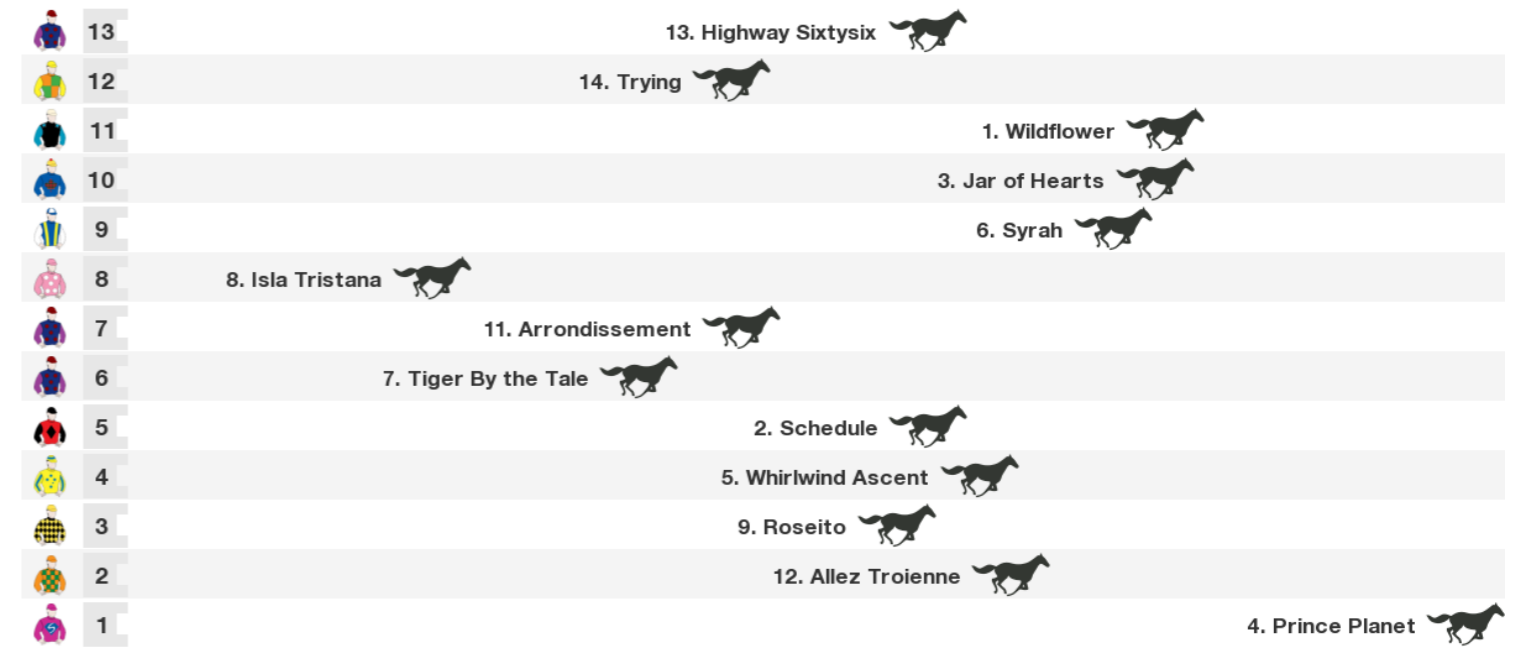 13 13. Highway Sixtysix
12 14. Trying
11 1. Wildflower
10 3. Jar of Hearts
9 6. Syrah
8 8. Isla Tristana
7 11. Arrondissement
6 7. Tiger By the Tale
5 2. Schedule
4 5. Whirlwind Ascent
3 9. Roseito
2 12. Allez Troienne
1 4. Prince Planet